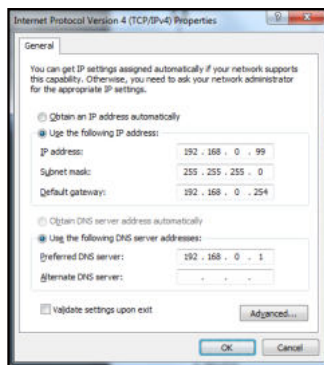 Internet Protocol Version 4 (TCP/IPv4) Properties
General
You can get IP settings assigned automatically if your network supports
this capability. Otherwise, you need to ask your network administrator
for the appropriate IP settings.
Obtain an IP address automatically
Use the following IP address:
IP address: 192 . 168 . 0 . 99
Subnet mask: 255 . 255 . 255 . 0
Default gateway: 192 . 168 . 0 . 254
Obtain DNS server address automatically
Use the following DNS server addresses:
Preferred DNS server: 192 . 168 . 0 . 1
Alternate DNS server: . . .
Validate settings upon exit
Advanced...
OK Cancel